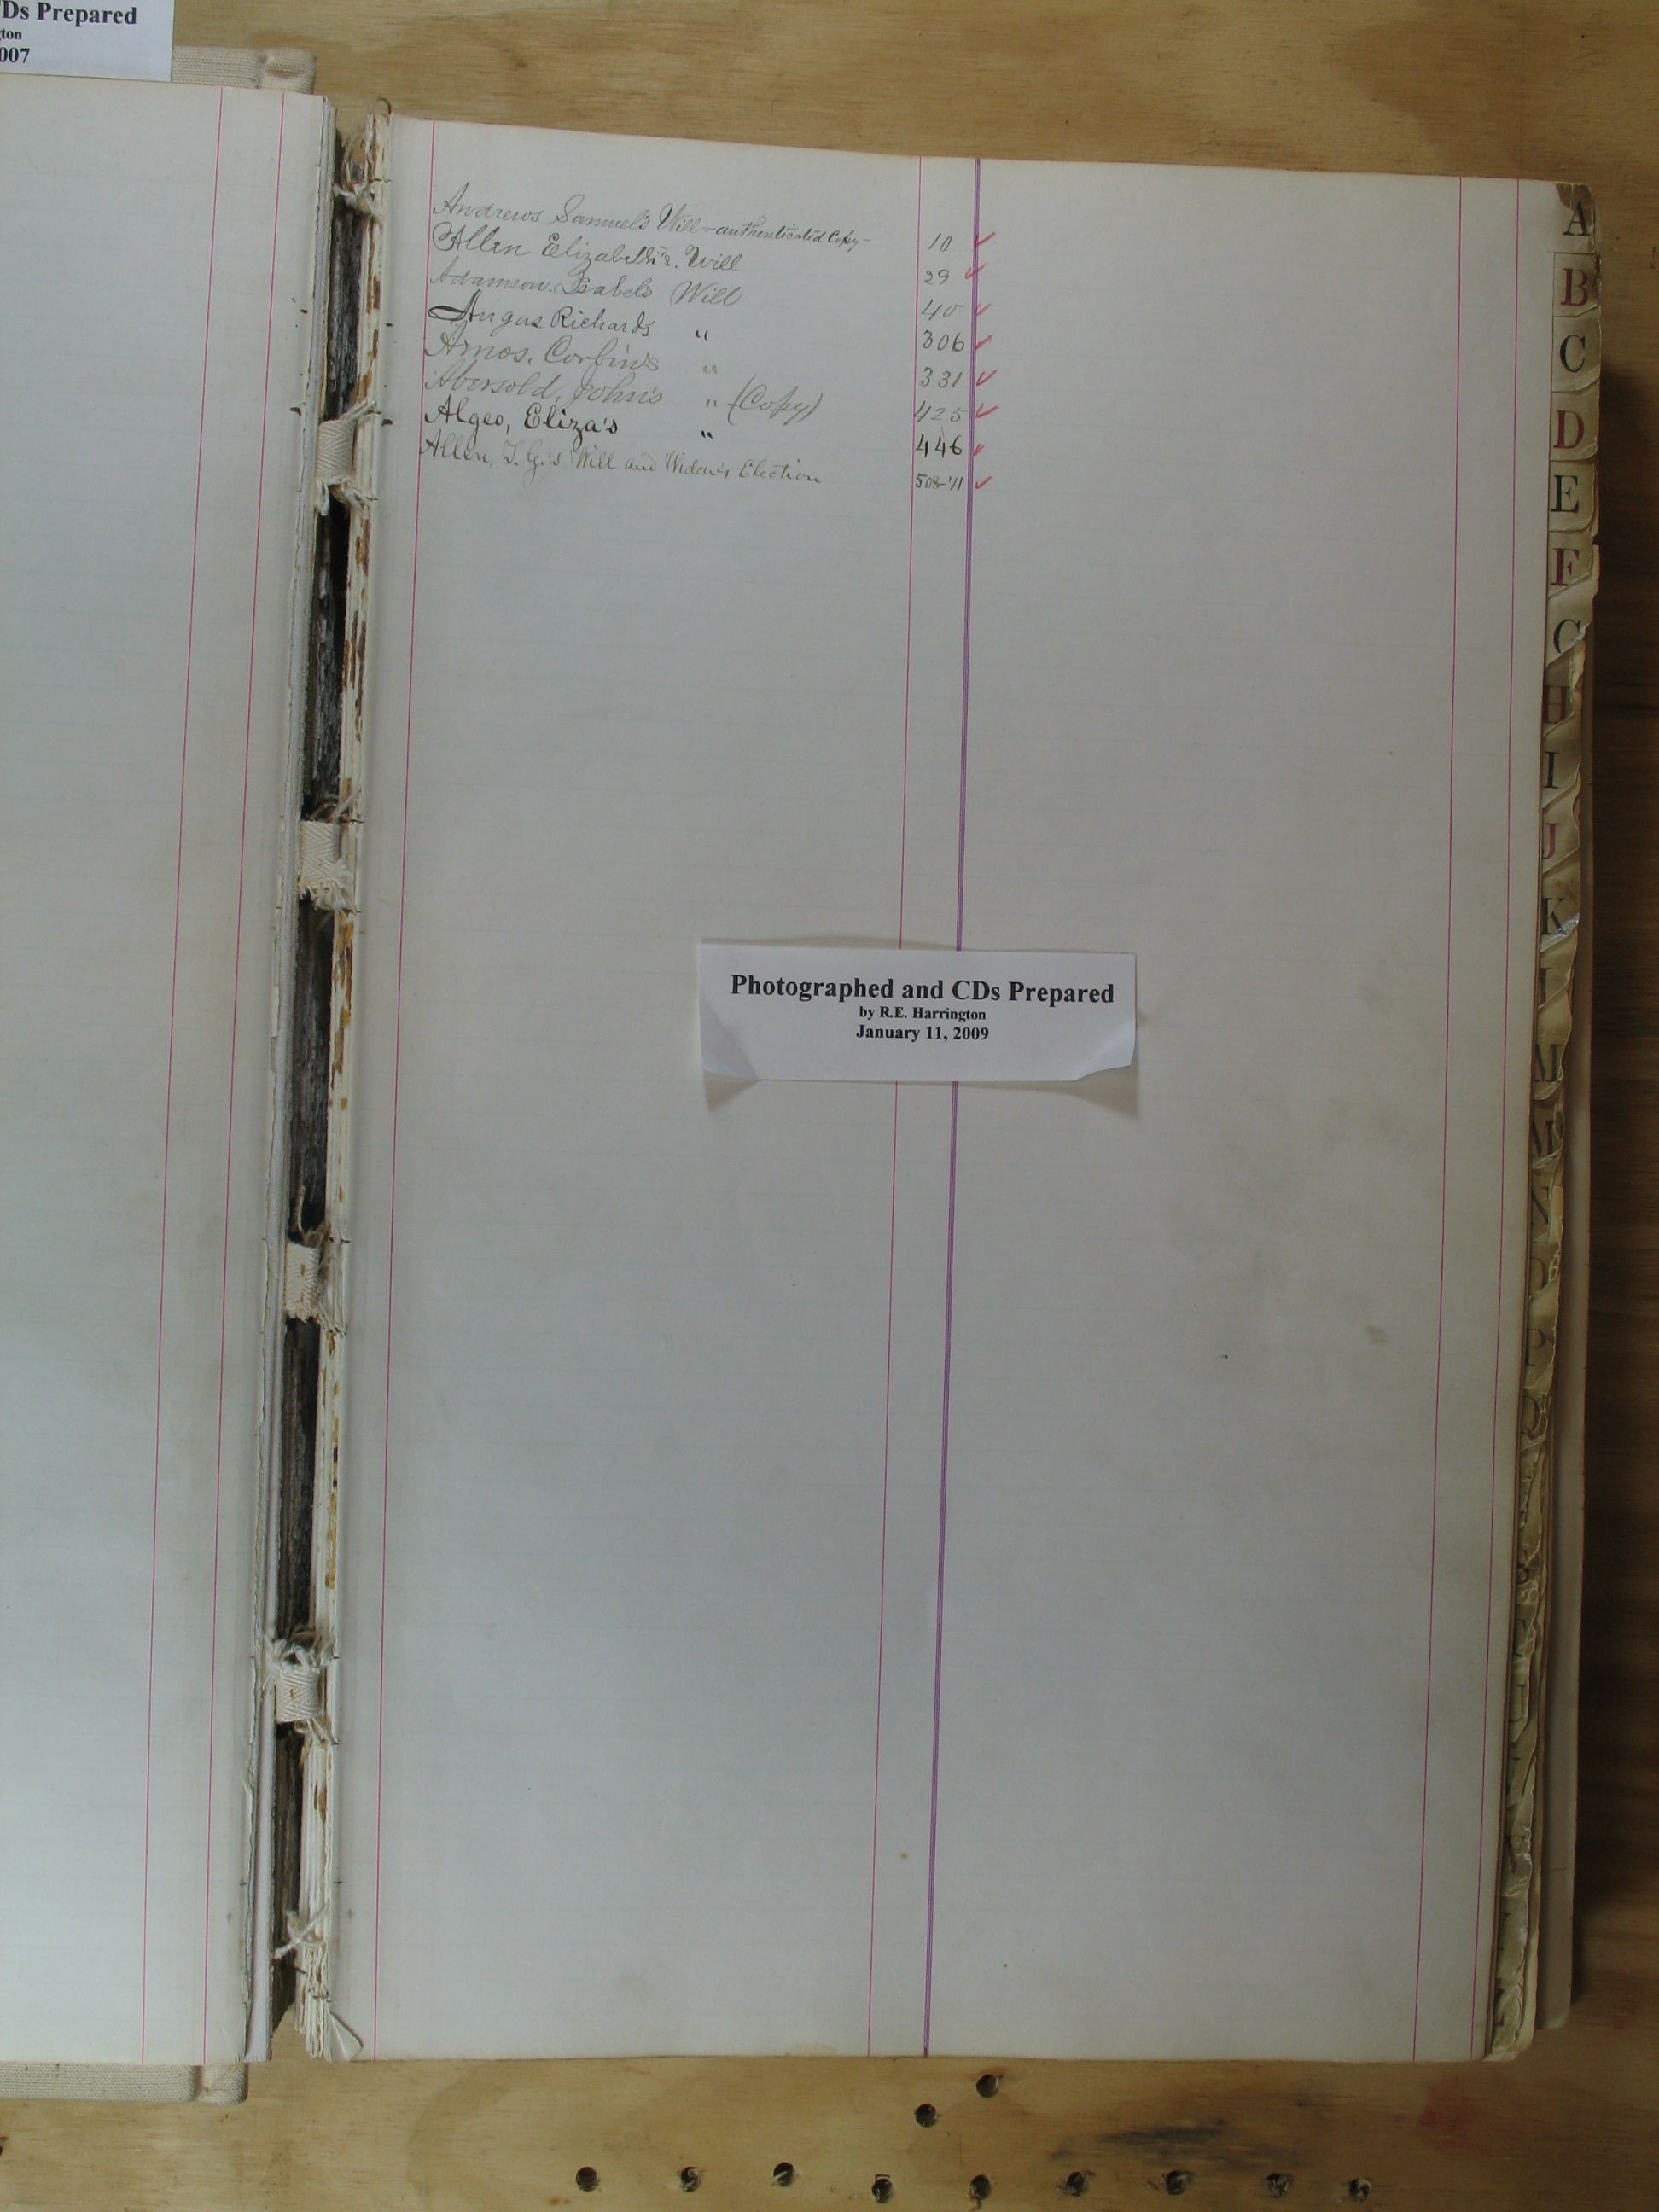 Ds Prepared
ton
007
Andrews Samuel's Will - authenticated Copy - 10
Allen Elizabeth's. Will 29
Adamson. Isabels Will 40
Angus Richards " 306
Amos. Corbin's " 331
Abersold, John's " (Copy) 425
Algeo, Eliza's " 446
Allen, T. G.'s Will and Widow's Election 508-'11
Photographed and CDs Prepared
by R.E. Harrington
January 11, 2009
A
B
C
D
E
F
G
H
I
J
K
L
M
Mc
N
O
P
Q